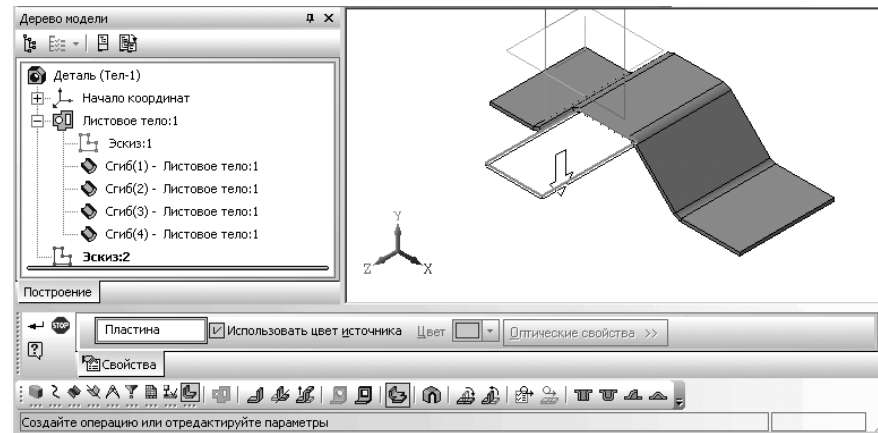 Дерево модели
Деталь (Тел-1)
Начало координат
Листовое тело:1
Эскиз:1
Сгиб(1) - Листовое тело:1
Сгиб(2) - Листовое тело:1
Сгиб(3) - Листовое тело:1
Сгиб(4) - Листовое тело:1
Эскиз:2
Построение
Y
Z
X
STOP
Пластина
Использовать цвет источника
Цвет
Оптические свойства >>
Свойства
Создайте операцию или отредактируйте параметры